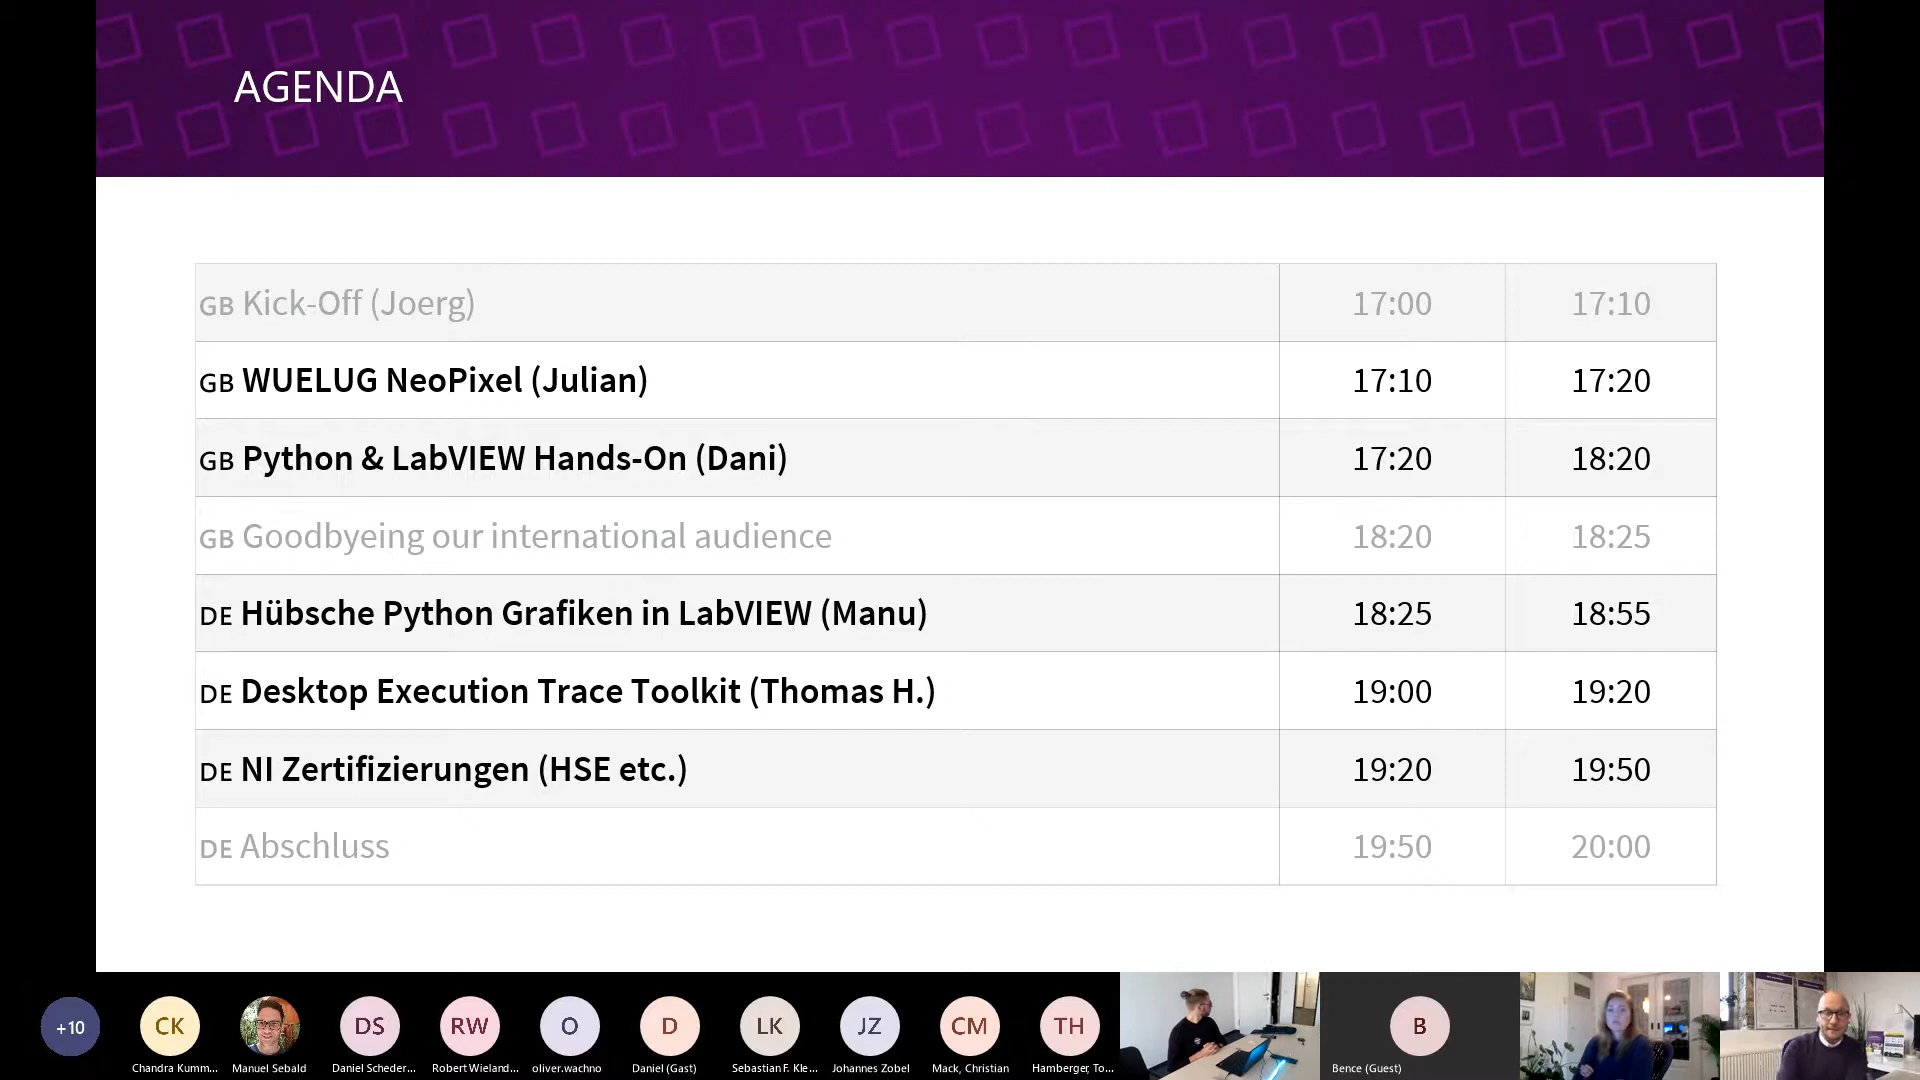 AGENDA
GB Kick-Off (Joerg) 17:00 17:10
GB WUELUG NeoPixel (Julian) 17:10 17:20
GB Python & LabVIEW Hands-On (Dani) 17:20 18:20
GB Goodbyeing our international audience 18:20 18:25
DE Hübsche Python Grafiken in LabVIEW (Manu) 18:25 18:55
DE Desktop Execution Trace Toolkit (Thomas H.) 19:00 19:20
DE NI Zertifizierungen (HSE etc.) 19:20 19:50
DE Abschluss 19:50 20:00
+10 CK DS RW O D LK JZ CM TH B
Chandra Kumm... Manuel Sebald Daniel Scheder... Robert Wieland... oliver.wachno Daniel (Gast) Sebastian F. Kle... Johannes Zobel Mack, Christian Hamberger, To... Bence (Guest)